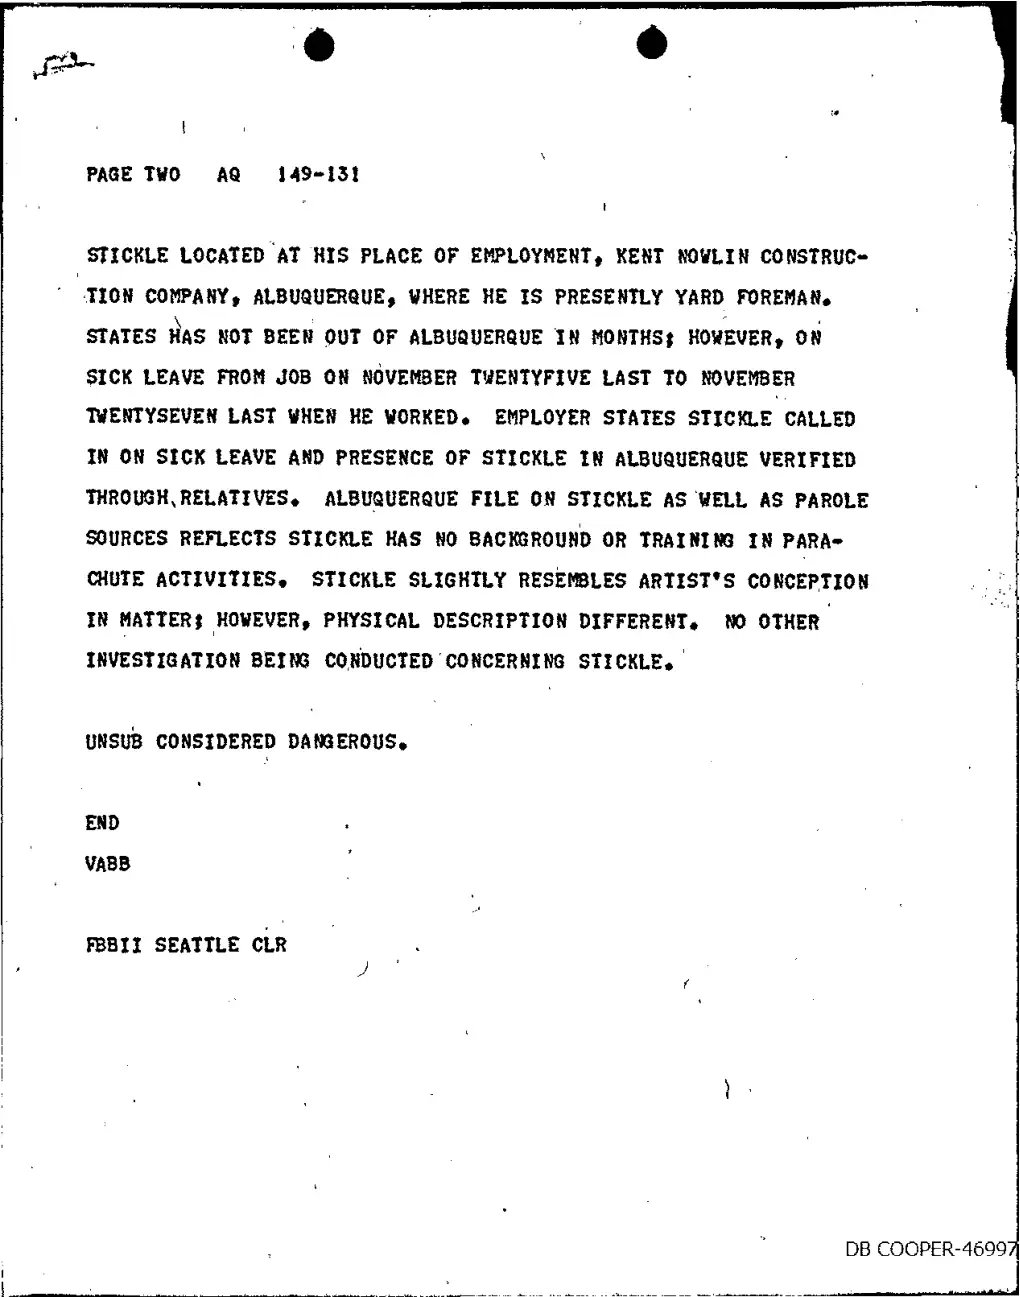 PAGE TWO AQ 149-131
STICKLE LOCATED AT HIS PLACE OF EMPLOYMENT, KENT NOWLIN CONSTRUC-
TION COMPANY, ALBUQUERQUE, WHERE HE IS PRESENTLY YARD FOREMAN.
STATES HAS NOT BEEN OUT OF ALBUQUERQUE IN MONTHS; HOWEVER, ON
SICK LEAVE FROM JOB ON NOVEMBER TWENTYFIVE LAST TO NOVEMBER
TWENTYSEVEN LAST WHEN HE WORKED. EMPLOYER STATES STICKLE CALLED
IN ON SICK LEAVE AND PRESENCE OF STICKLE IN ALBUQUERQUE VERIFIED
THROUGH RELATIVES. ALBUQUERQUE FILE ON STICKLE AS WELL AS PAROLE
SOURCES REFLECTS STICKLE HAS NO BACKGROUND OR TRAINING IN PARA-
CHUTE ACTIVITIES. STICKLE SLIGHTLY RESEMBLES ARTIST'S CONCEPTION
IN MATTER; HOWEVER, PHYSICAL DESCRIPTION DIFFERENT. NO OTHER
INVESTIGATION BEING CONDUCTED CONCERNING STICKLE.
UNSUB CONSIDERED DANGEROUS.
END
VABB
FBBII SEATTLE CLR
DB COOPER-46997